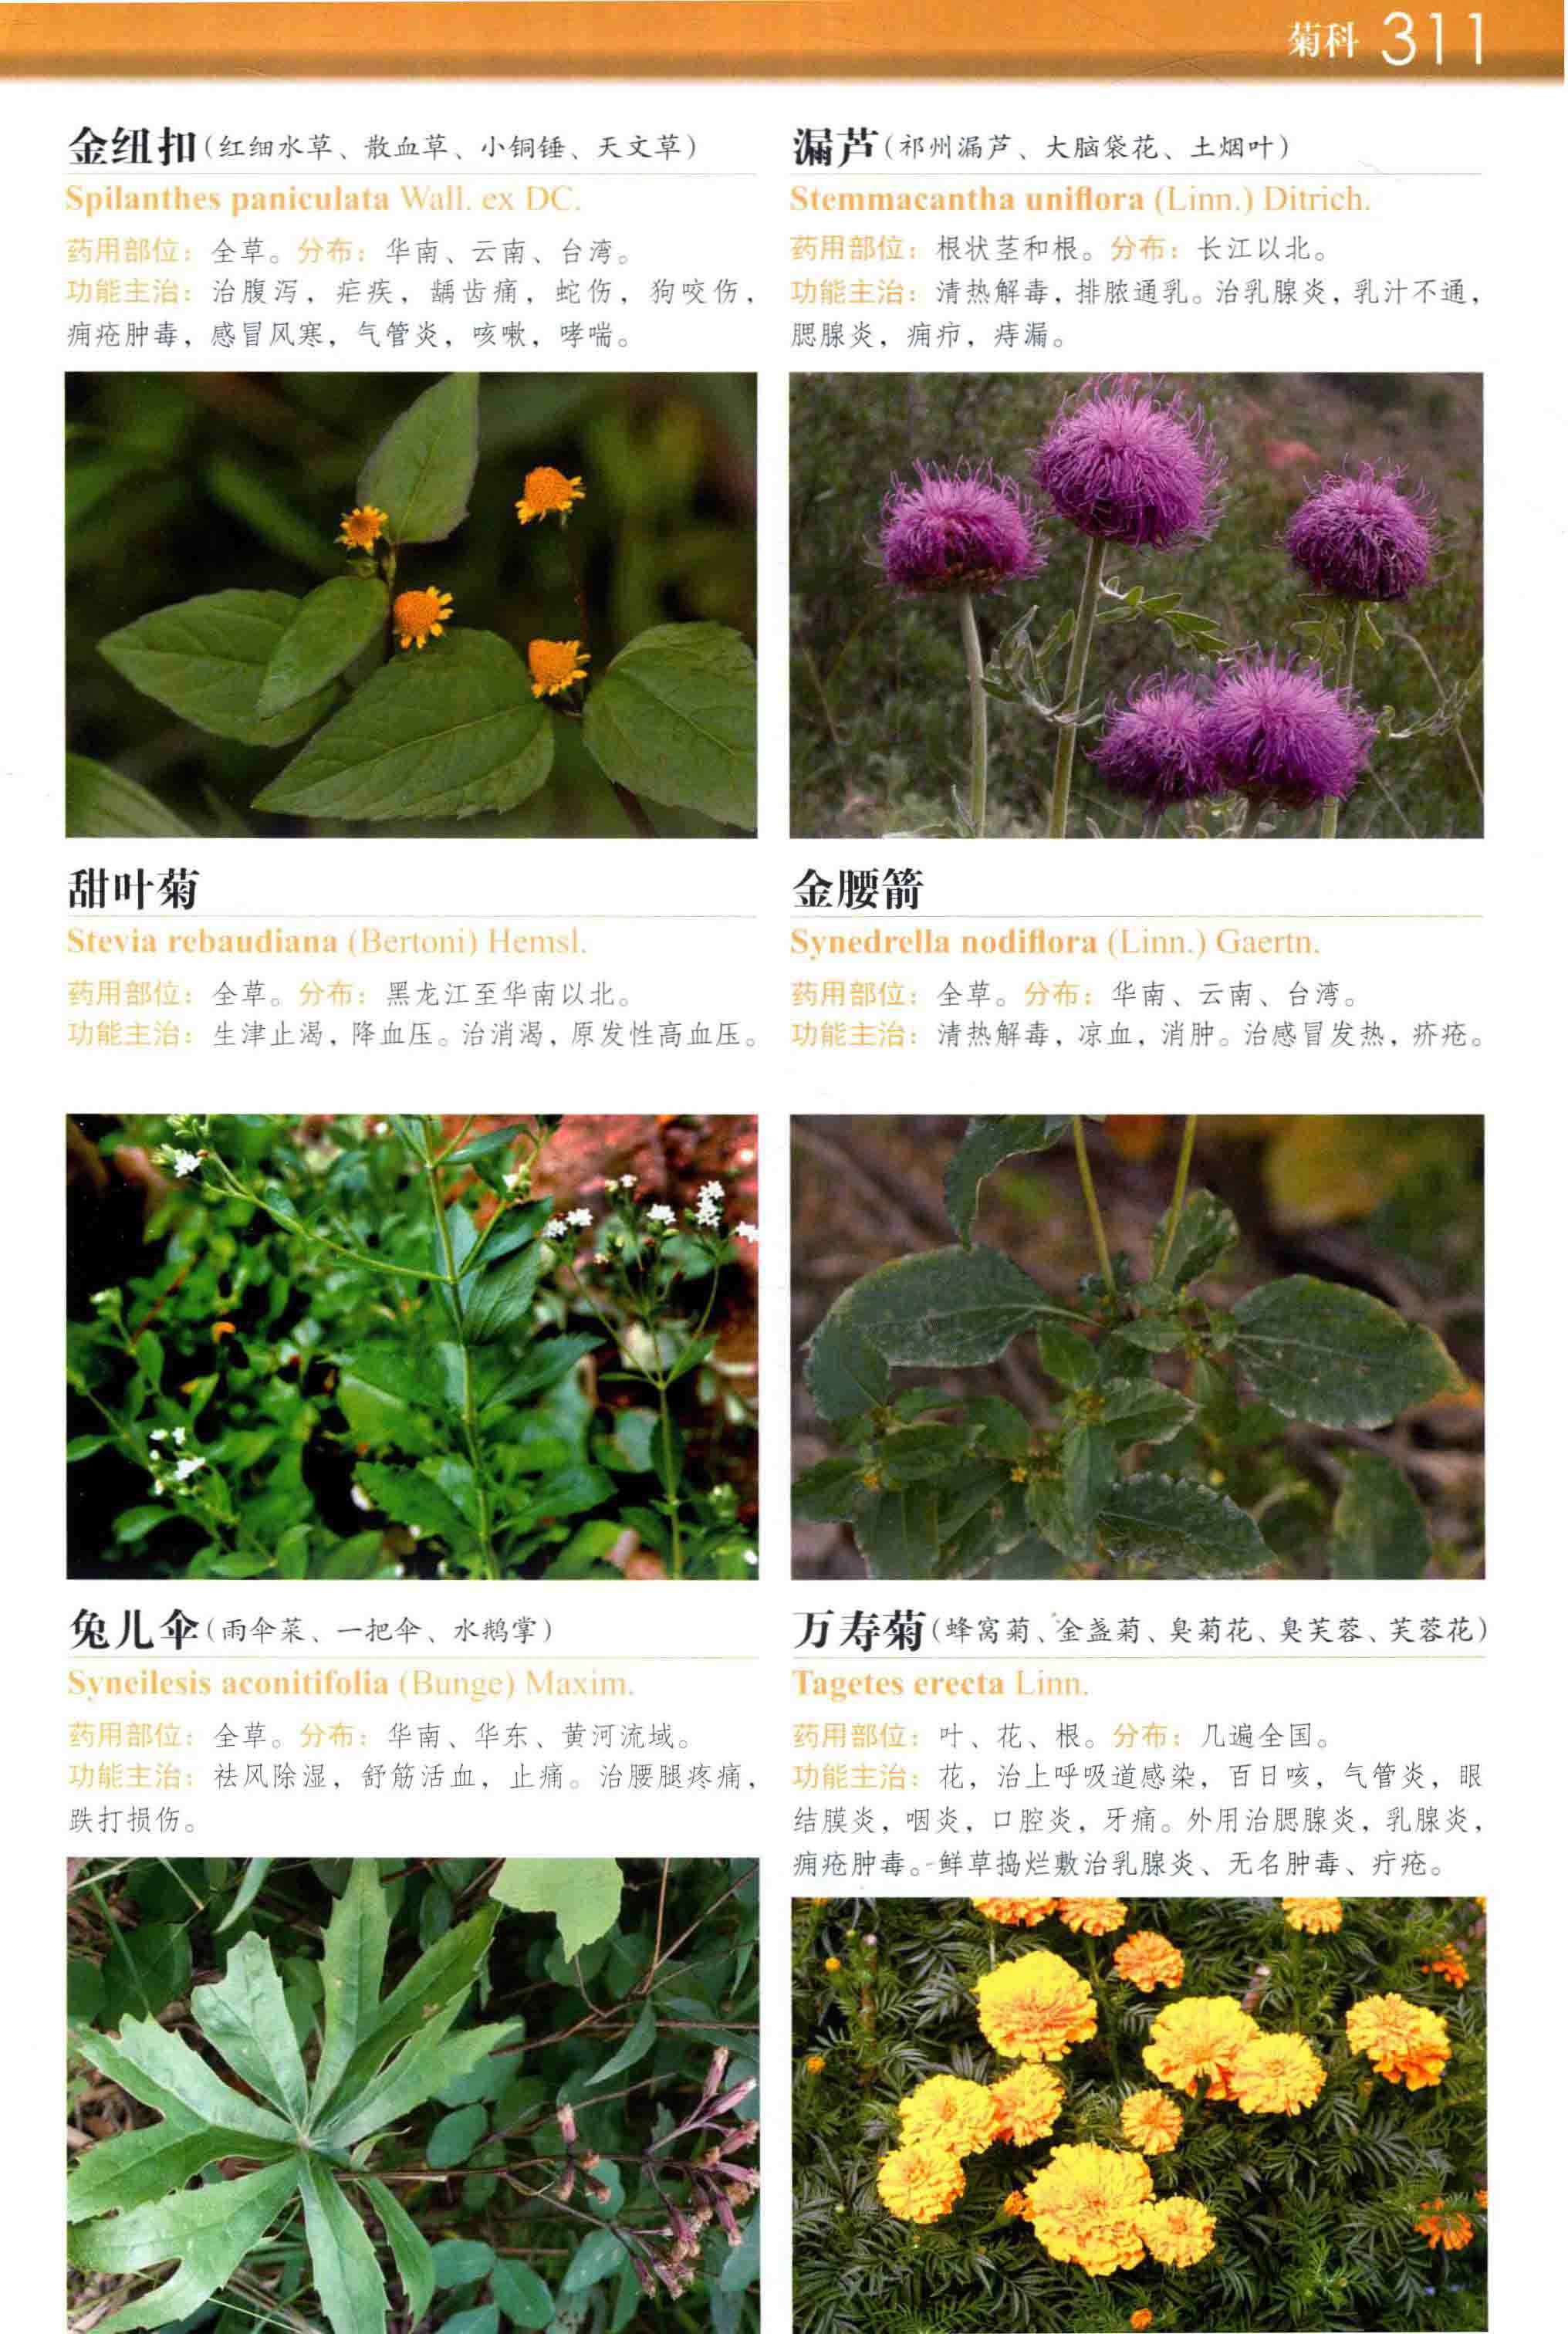 菊科 311
金纽扣(红细水草、散血草、小铜锤、天文草)
Spilanthes paniculata Wall. ex DC.
药用部位：全草。分布：华南、云南、台湾。
功能主治：治腹泻，疟疾，龋齿痛，蛇伤，狗咬伤，
痈疮肿毒，感冒风寒，气管炎，咳嗽，哮喘。
漏芦(祁州漏芦、大脑袋花、土烟叶)
Stemmacantha uniflora (Linn.) Ditrich.
药用部位：根状茎和根。分布：长江以北。
功能主治：清热解毒，排脓通乳。治乳腺炎，乳汁不通，
腮腺炎，痈疖，痔漏。
甜叶菊
Stevia rebaudiana (Bertoni) Hemsl.
药用部位：全草。分布：黑龙江至华南以北。
功能主治：生津止渴，降血压。治消渴，原发性高血压。
金腰箭
Synedrella nodiflora (Linn.) Gaertn.
药用部位：全草。分布：华南、云南、台湾。
功能主治：清热解毒，凉血，消肿。治感冒发热，疥疮。
兔儿伞(雨伞菜、一把伞、水鹅掌)
Syneilesis aconitifolia (Bunge) Maxim.
药用部位：全草。分布：华南、华东、黄河流域。
功能主治：祛风除湿，舒筋活血，止痛。治腰腿疼痛，
跌打损伤。
万寿菊(蜂窝菊、金盏菊、臭菊花、臭芙蓉、芙蓉花)
Tagetes erecta Linn.
药用部位：叶、花、根。分布：几遍全国。
功能主治：花，治上呼吸道感染，百日咳，气管炎，眼
结膜炎，咽炎，口腔炎，牙痛。外用治腮腺炎，乳腺炎，
痈疮肿毒。鲜草捣烂敷治乳腺炎、无名肿毒、疔疮。